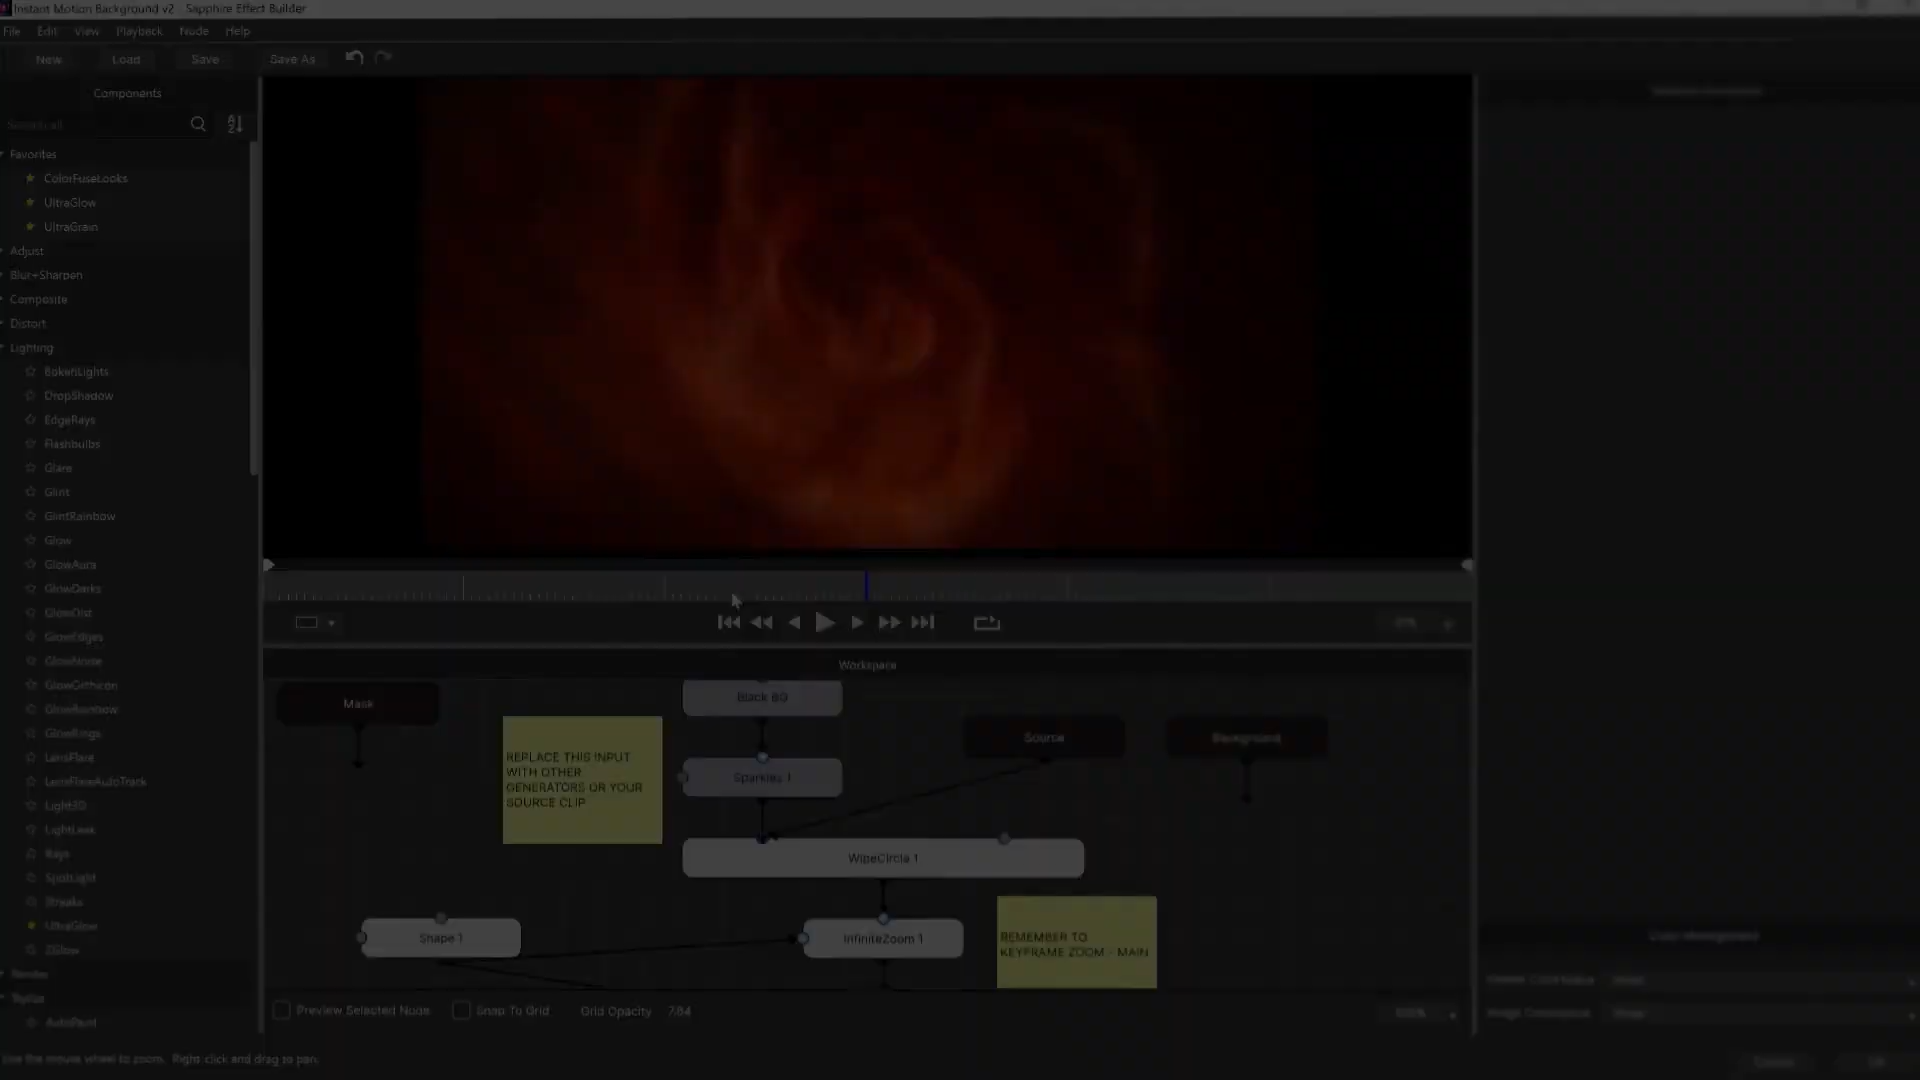 Instant Motion Background v2 - Sapphire Effect Builder
File Edit View Playback Node Help
New Load Save Save As
Components
Favorites
ColorFuseLooks
UltraGlow
UltraGrain
Adjust
Blur+Sharpen
Composite
Distort
Lighting
BokehLights
DropShadow
EdgeRays
Flashbulbs
Glare
Glint
GlintRainbow
Glow
GlowAura
GlowDarks
GlowDist
GlowEdges
GlowNoise
GlowOrthicon
GlowRainbow
GlowRings
LensFlare
LensFlareAutoTrack
Light3D
LightLeak
Rays
SpotLight
Streaks
UltraGlow
ZGlow
Render
Stylize
AutoPaint
Workspace
Mask
Black BG
REPLACE THIS INPUT
WITH OTHER
GENERATORS OR YOUR
SOURCE CLIP
Source
Background
Sparkles 1
WipeCircle 1
Shape 1
InfiniteZoom 1
REMEMBER TO
KEYFRAME ZOOM - MAIN
Preview Selected Node Snap To Grid Grid Opacity 7.84
Color Management
Use the mouse wheel to zoom. Right click and drag to pan.